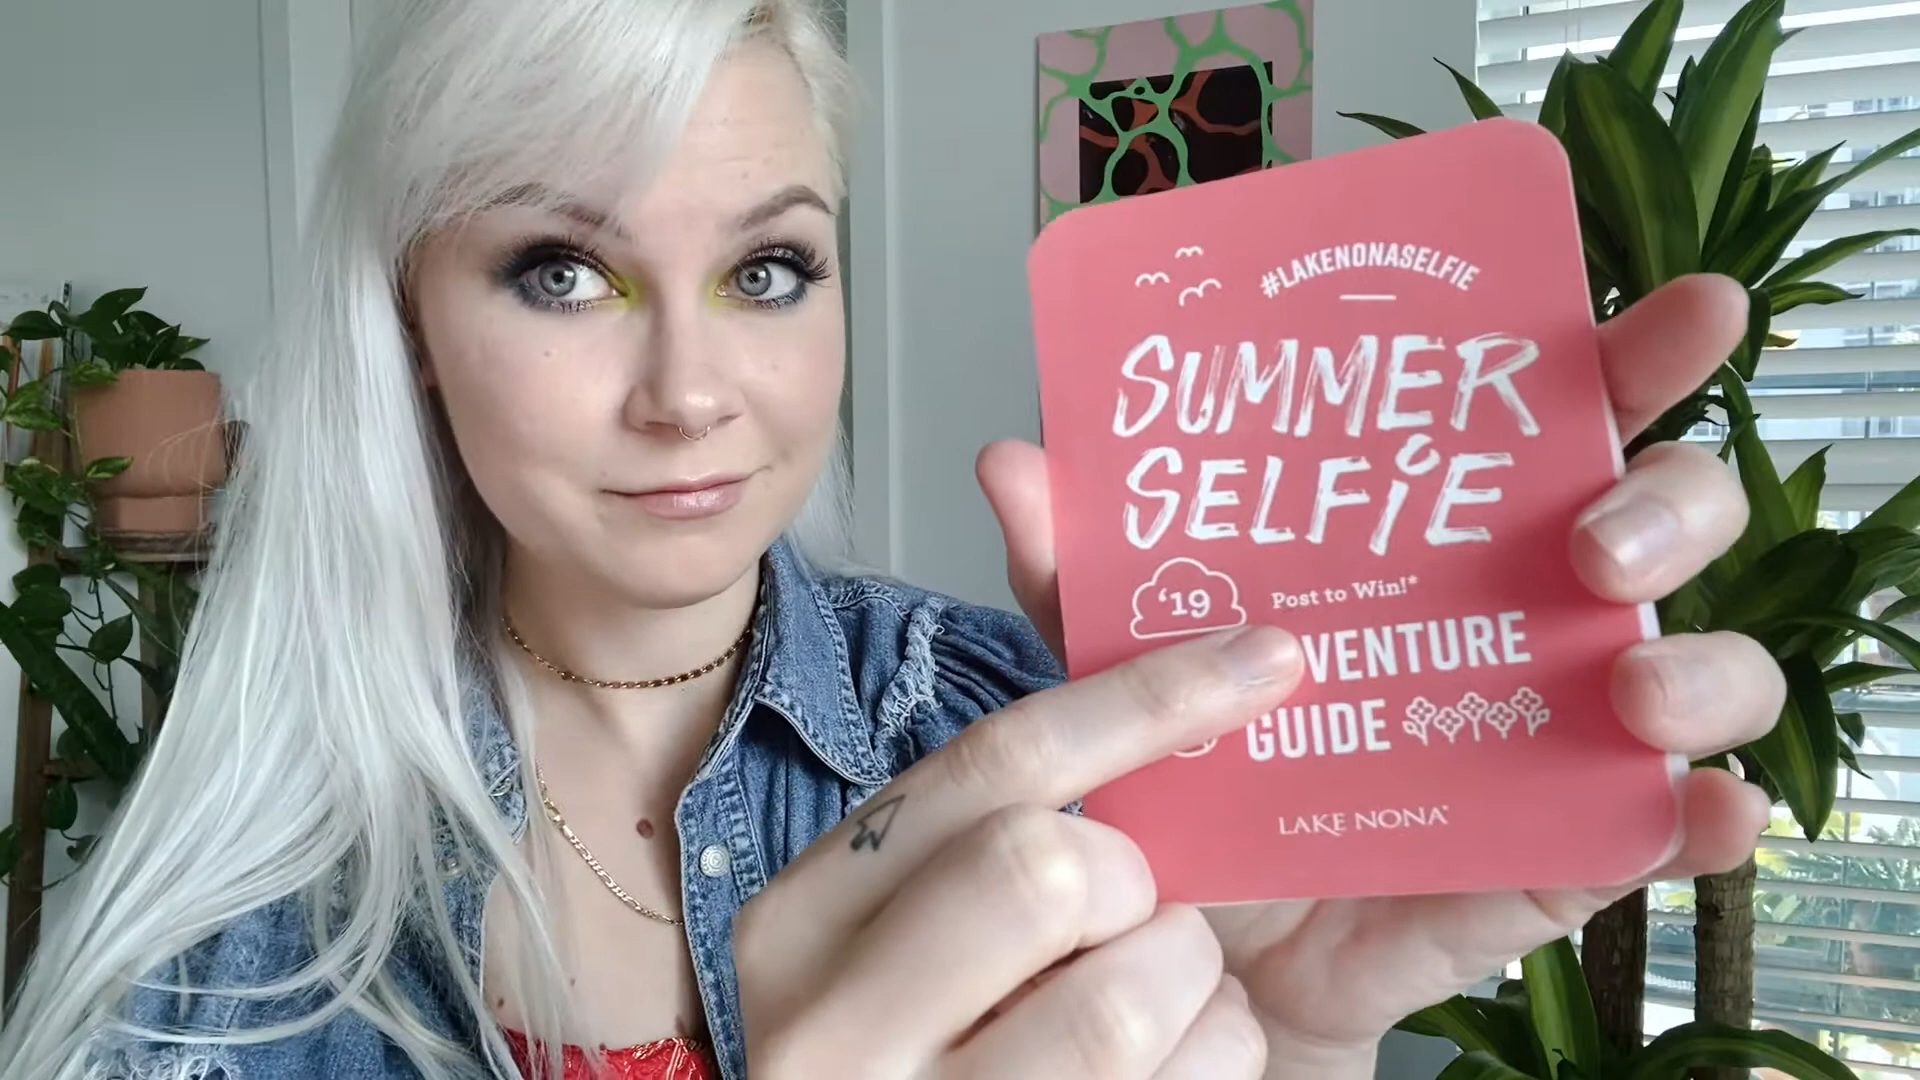 #LAKENONASELFIE
SUMMER
SELFIE
'19
Post to Win!*
VENTURE
GUIDE
LAKE NONA